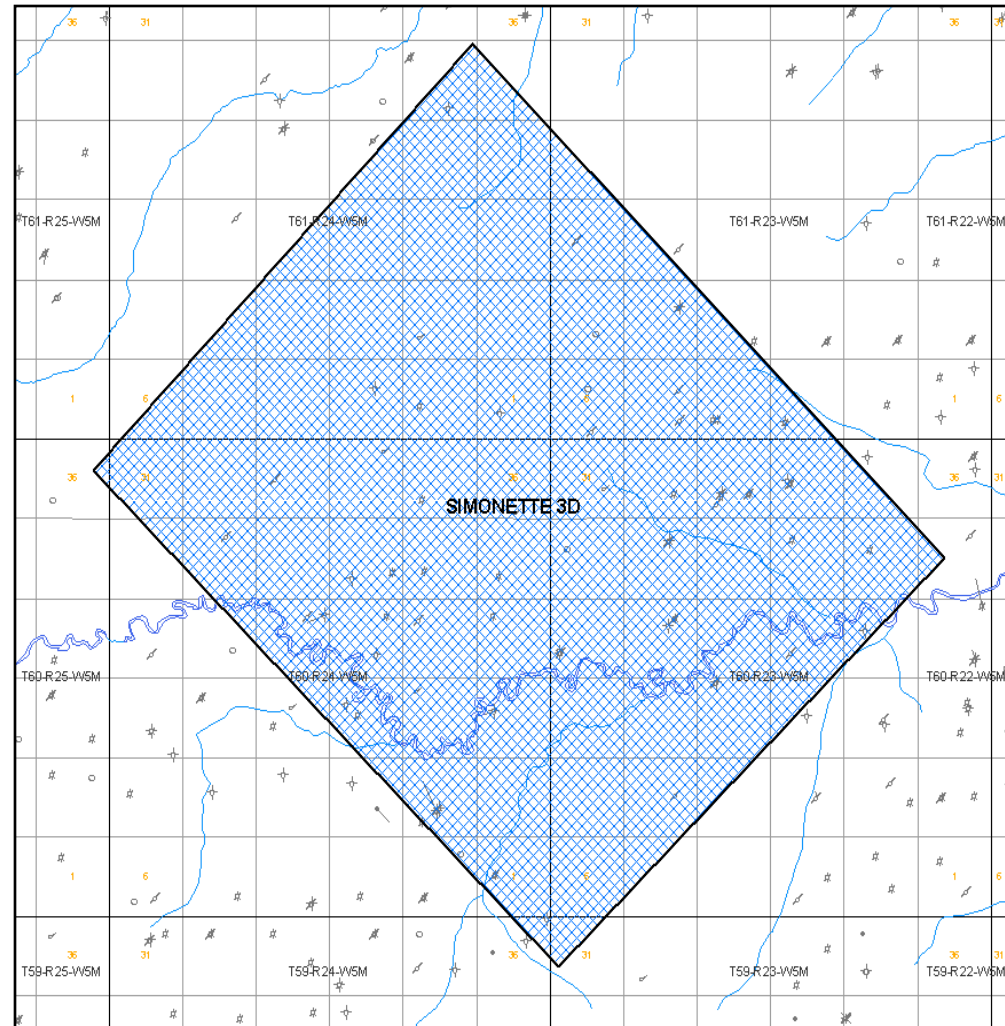 36 31 36 31 36 31
T61-R25-W5M T61-R24-W5M T61-R23-W5M T61-R22-W5M
1 6 1 6 1 6
36 31 36 31 36 31
SIMONETTE 3D
T60-R25-W5M T60-R24-W5M T60-R23-W5M T60-R22-W5M
1 6 1 6 1 6
36 31 36 31 36 31
T59-R25-W5M T59-R24-W5M T59-R23-W5M T59-R22-W5M